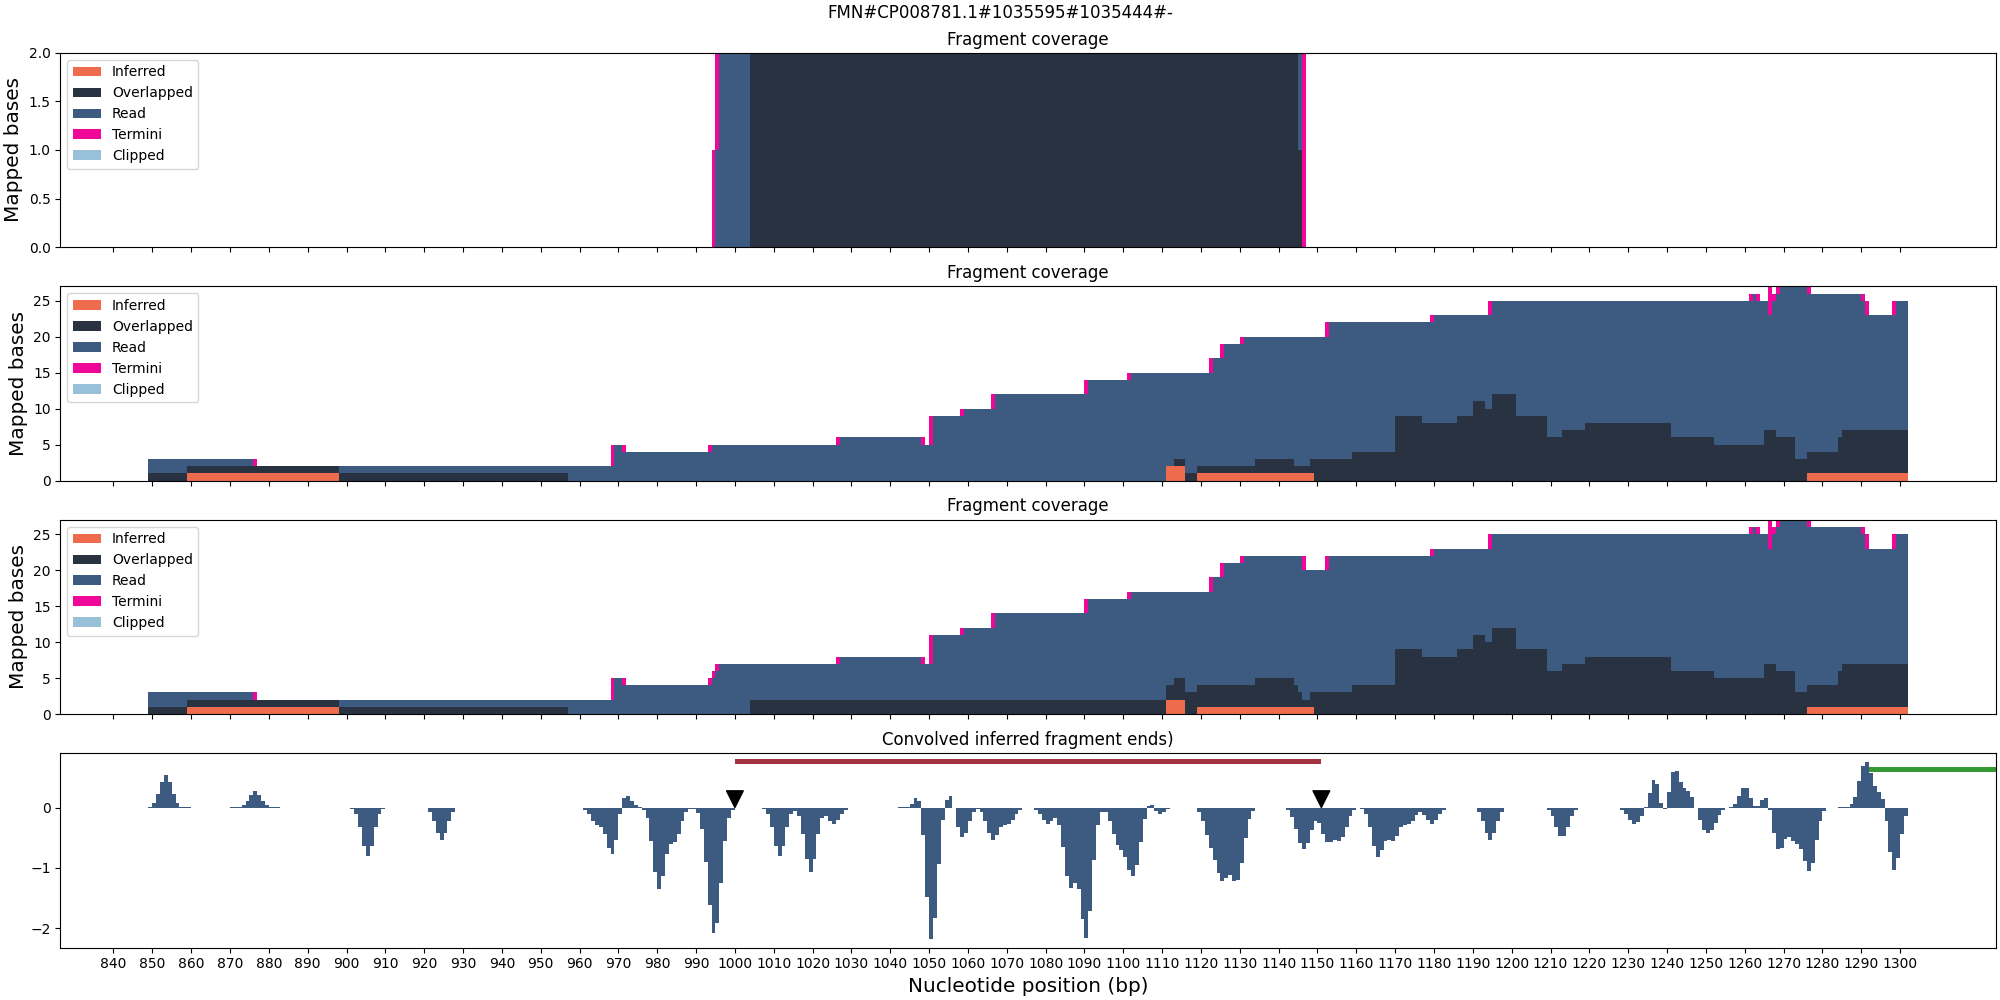 FMN#CP008781.1#1035595#1035444#-
Fragment coverage
Mapped bases
2.0
1.5
1.0
0.5
0.0
Inferred
Overlapped
Read
Termini
Clipped
Fragment coverage
Mapped bases
25
20
15
10
5
0
Inferred
Overlapped
Read
Termini
Clipped
Fragment coverage
Mapped bases
25
20
15
10
5
0
Inferred
Overlapped
Read
Termini
Clipped
Convolved inferred fragment ends)
0
−1
−2
840 850 860 870 880 890 900 910 920 930 940 950 960 970 980 990 1000 1010 1020 1030 1040 1050 1060 1070 1080 1090 1100 1110 1120 1130 1140 1150 1160 1170 1180 1190 1200 1210 1220 1230 1240 1250 1260 1270 1280 1290 1300
Nucleotide position (bp)